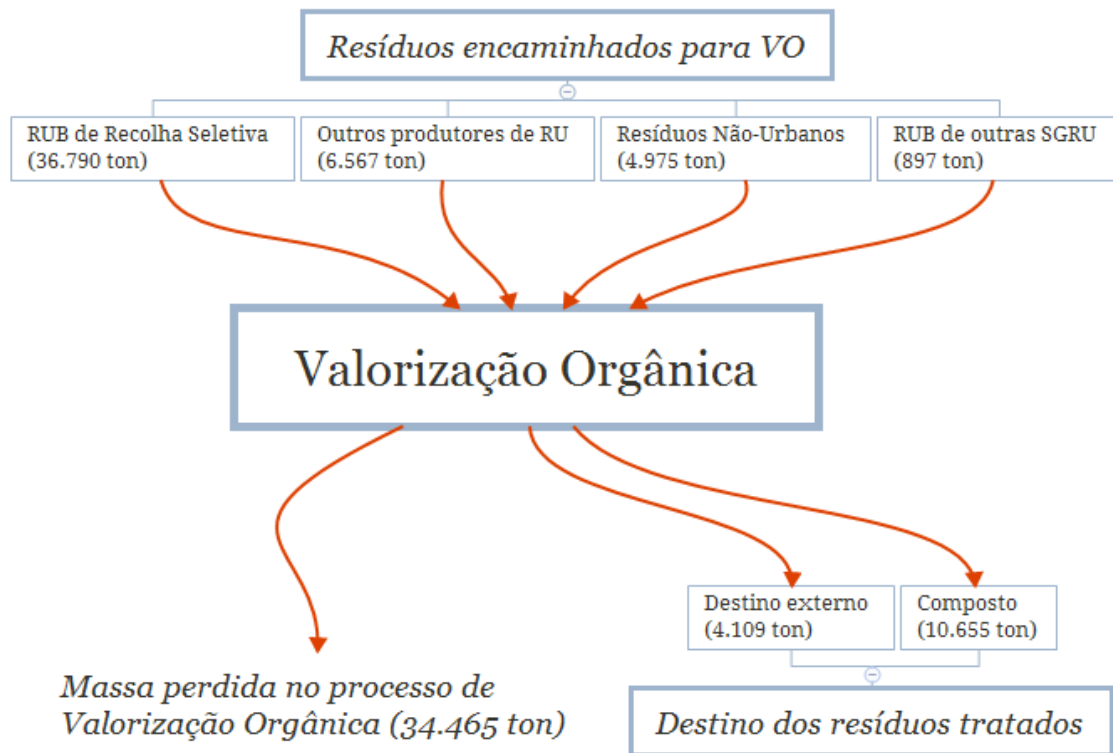 Resíduos encaminhados para VO
RUB de Recolha Seletiva
(36.790 ton)
Outros produtores de RU
(6.567 ton)
Resíduos Não-Urbanos
(4.975 ton)
RUB de outras SGRU
(897 ton)
Valorização Orgânica
Destino externo
(4.109 ton)
Composto
(10.655 ton)
Massa perdida no processo de
Valorização Orgânica (34.465 ton)
Destino dos resíduos tratados